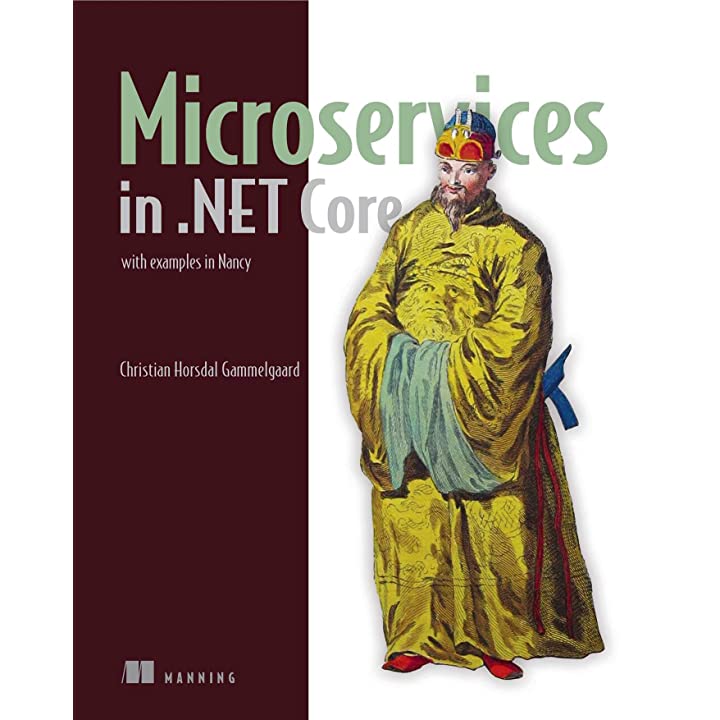 Microservices
in .NET Core
with examples in Nancy
Christian Horsdal Gammelgaard
MANNING